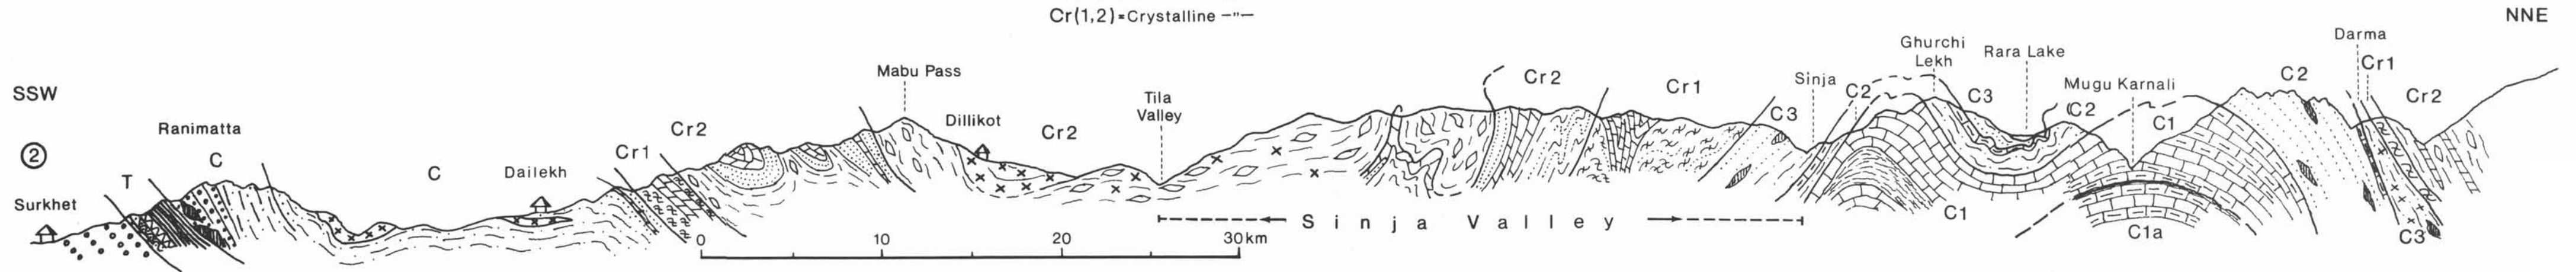 Cr(1,2)=Crystalline —"—
SSW
NNE
②
Surkhet
T
Ranimatta
C
C
Dailekh
Cr1
Cr2
Mabu Pass
Dillikot
Cr2
Tila
Valley
Cr2
Cr1
C3
Sinja
C2
Ghurchi
Lekh
C3
Rara Lake
C2
Mugu Karnali
C1
C2
Darma
Cr1
Cr2
C1
C1a
C3
Sinja Valley
0 10 20 30km